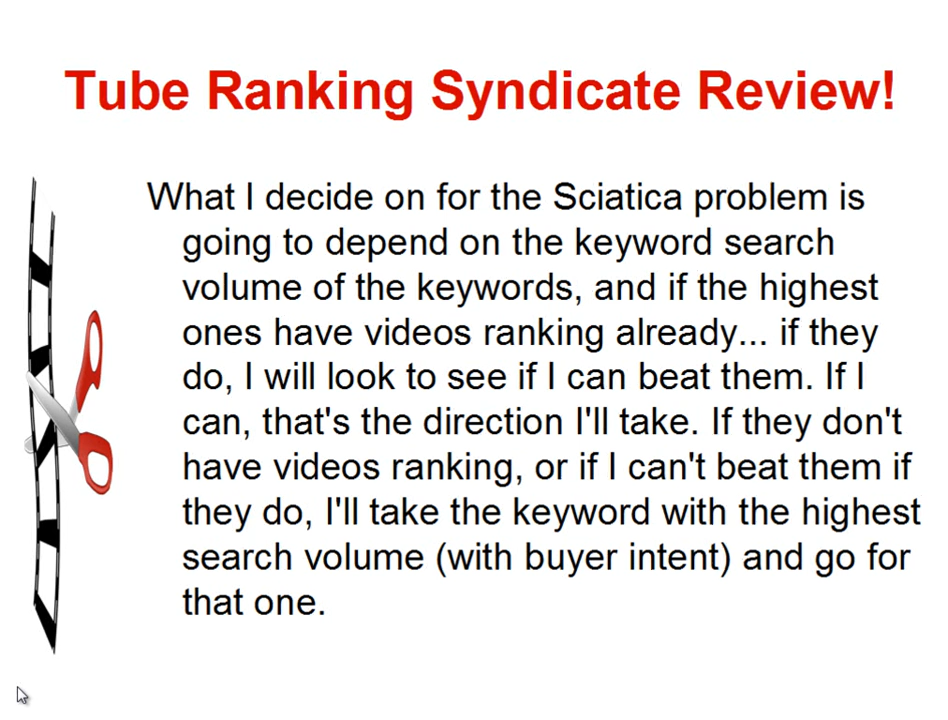 Tube Ranking Syndicate Review!
What I decide on for the Sciatica problem is
going to depend on the keyword search
volume of the keywords, and if the highest
ones have videos ranking already... if they
do, I will look to see if I can beat them. If I
can, that's the direction I'll take. If they don't
have videos ranking, or if I can't beat them if
they do, I'll take the keyword with the highest
search volume (with buyer intent) and go for
that one.